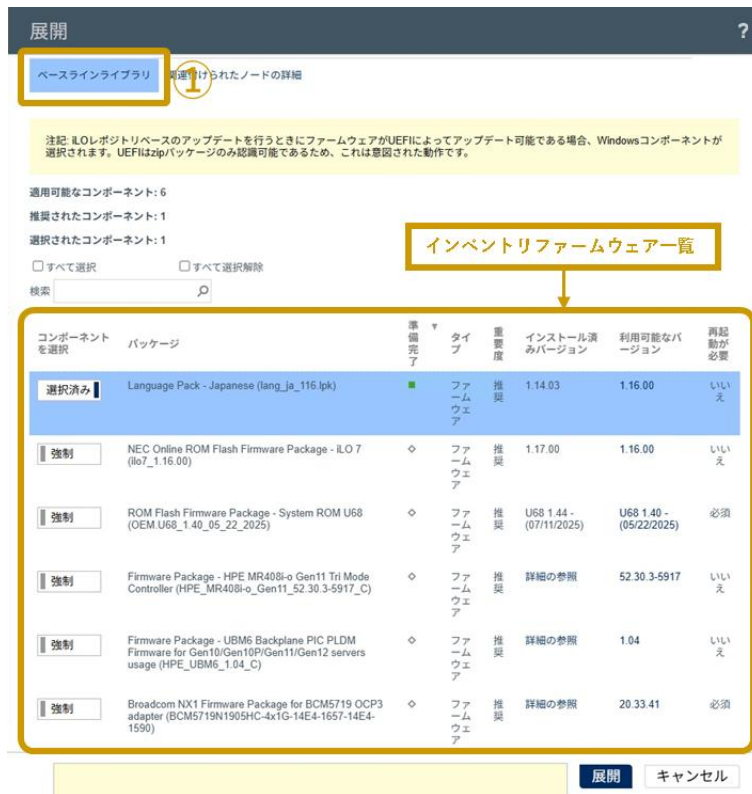 展開
?
ベースラインライブラリ
①
関連付けられたノードの詳細
注記: iLOレポジトリベースのアップデートを行うときにファームウェアがUEFIによってアップデート可能である場合、Windowsコンポーネントが
選択されます。UEFIはzipパッケージのみ認識可能であるため、これは意図された動作です。
適用可能なコンポーネント: 6
推奨されたコンポーネント: 1
選択されたコンポーネント: 1
インベントリファームウェア一覧
すべて選択 すべて選択解除
検索
コンポーネント
を選択
パッケージ
準
備
完
了
▼
タイ
プ
重
要
度
インストール済
みバージョン
利用可能なバ
ージョン
再起
動が
必要
選択済み
Language Pack - Japanese (lang_ja_116.lpk)
ファ
ーム
ウェ
ア
推
奨
1.14.03
1.16.00
いい
え
強制
NEC Online ROM Flash Firmware Package - iLO 7
(ilo7_1.16.00)
ファ
ーム
ウェ
ア
推
奨
1.17.00
1.16.00
いい
え
強制
ROM Flash Firmware Package - System ROM U68
(OEM.U68_1.40_05_22_2025)
ファ
ーム
ウェ
ア
推
奨
U68 1.44 -
(07/11/2025)
U68 1.40 -
(05/22/2025)
必須
強制
Firmware Package - HPE MR408i-o Gen11 Tri Mode
Controller (HPE_MR408i-o_Gen11_52.30.3-5917_C)
ファ
ーム
ウェ
ア
推
奨
詳細の参照
52.30.3-5917
いい
え
強制
Firmware Package - UBM6 Backplane PIC PLDM
Firmware for Gen10/Gen10P/Gen11/Gen12 servers
usage (HPE_UBM6_1.04_C)
ファ
ーム
ウェ
ア
推
奨
詳細の参照
1.04
いい
え
強制
Broadcom NX1 Firmware Package for BCM5719 OCP3
adapter (BCM5719N1905HC-4x1G-14E4-1657-14E4-
1590)
ファ
ーム
ウェ
ア
推
奨
詳細の参照
20.33.41
必須
展開
キャンセル